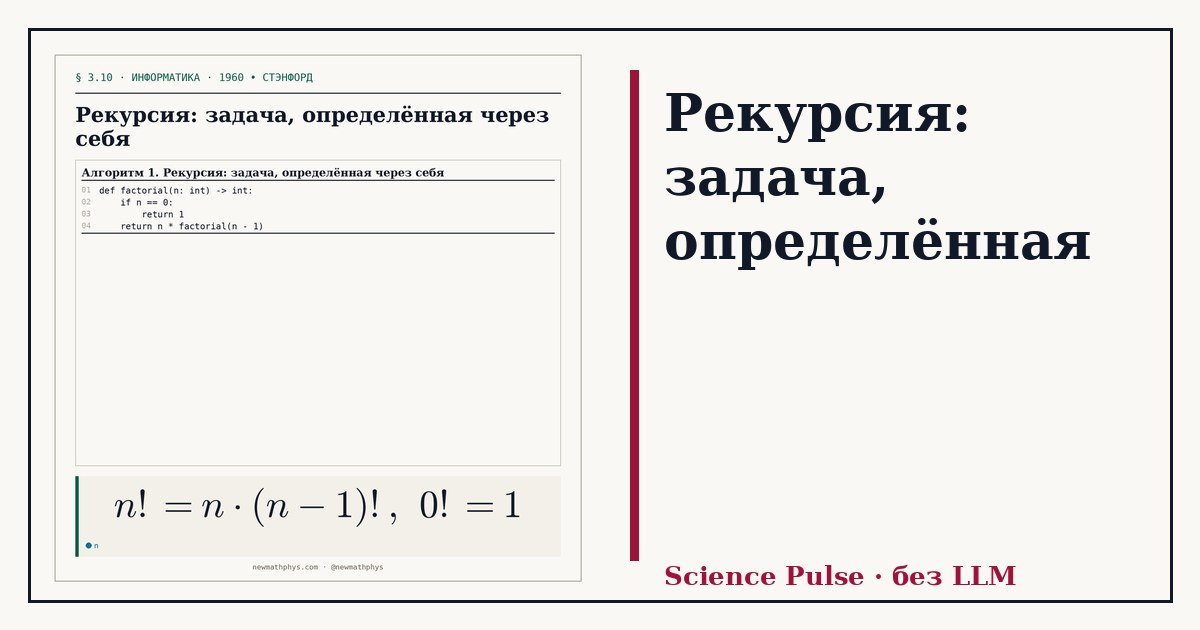 § 3.10 · ИНФОРМАТИКА · 1960 • СТЭНФОРД
Рекурсия: задача, определённая через
себя
Алгоритм 1. Рекурсия: задача, определённая через себя
01 def factorial(n: int) -> int:
02     if n == 0:
03         return 1
04     return n * factorial(n - 1)
n! = n · (n − 1)! ,  0! = 1
n
newmathphys.com · @newmathphys
Рекурсия:
задача,
определённая
Science Pulse · без LLM